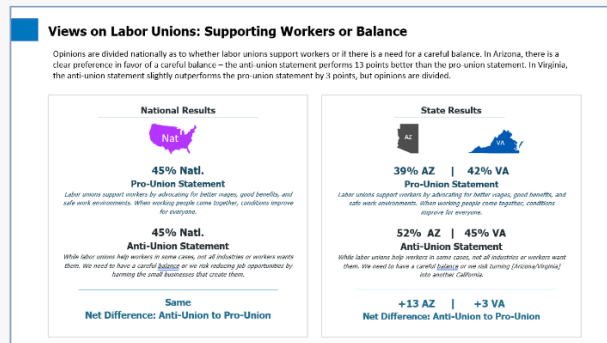 Views on Labor Unions: Supporting Workers or Balance
Opinions are divided nationally as to whether labor unions support workers or if there is a need for a careful balance. In Arizona, there is a
clear preference in favor of a careful balance – the anti-union statement performs 13 points better than the pro-union statement. In Virginia,
the anti-union statement slightly outperforms the pro-union statement by 3 points, but opinions are divided.
National Results
Nat
45% Natl.
Pro-Union Statement
Labor unions support workers by advocating for better wages, good benefits, and
safe work environments. When working people come together, conditions improve
for everyone.
45% Natl.
Anti-Union Statement
While labor unions help workers in some cases, not all industries or workers wants
them. We need to have a careful balance or we risk reducing job opportunities by
harming the small businesses that create them.
Same
Net Difference: Anti-Union to Pro-Union
State Results
AZ
VA
39% AZ | 42% VA
Pro-Union Statement
Labor unions support workers by advocating for better wages, good benefits, and
safe work environments. When working people come together, conditions
improve for everyone.
52% AZ | 45% VA
Anti-Union Statement
While labor unions help workers in some cases, not all industries or workers want
them. We need to have a careful balance or we risk turning [Arizona/Virginia]
into another California.
+13 AZ | +3 VA
Net Difference: Anti-Union to Pro-Union